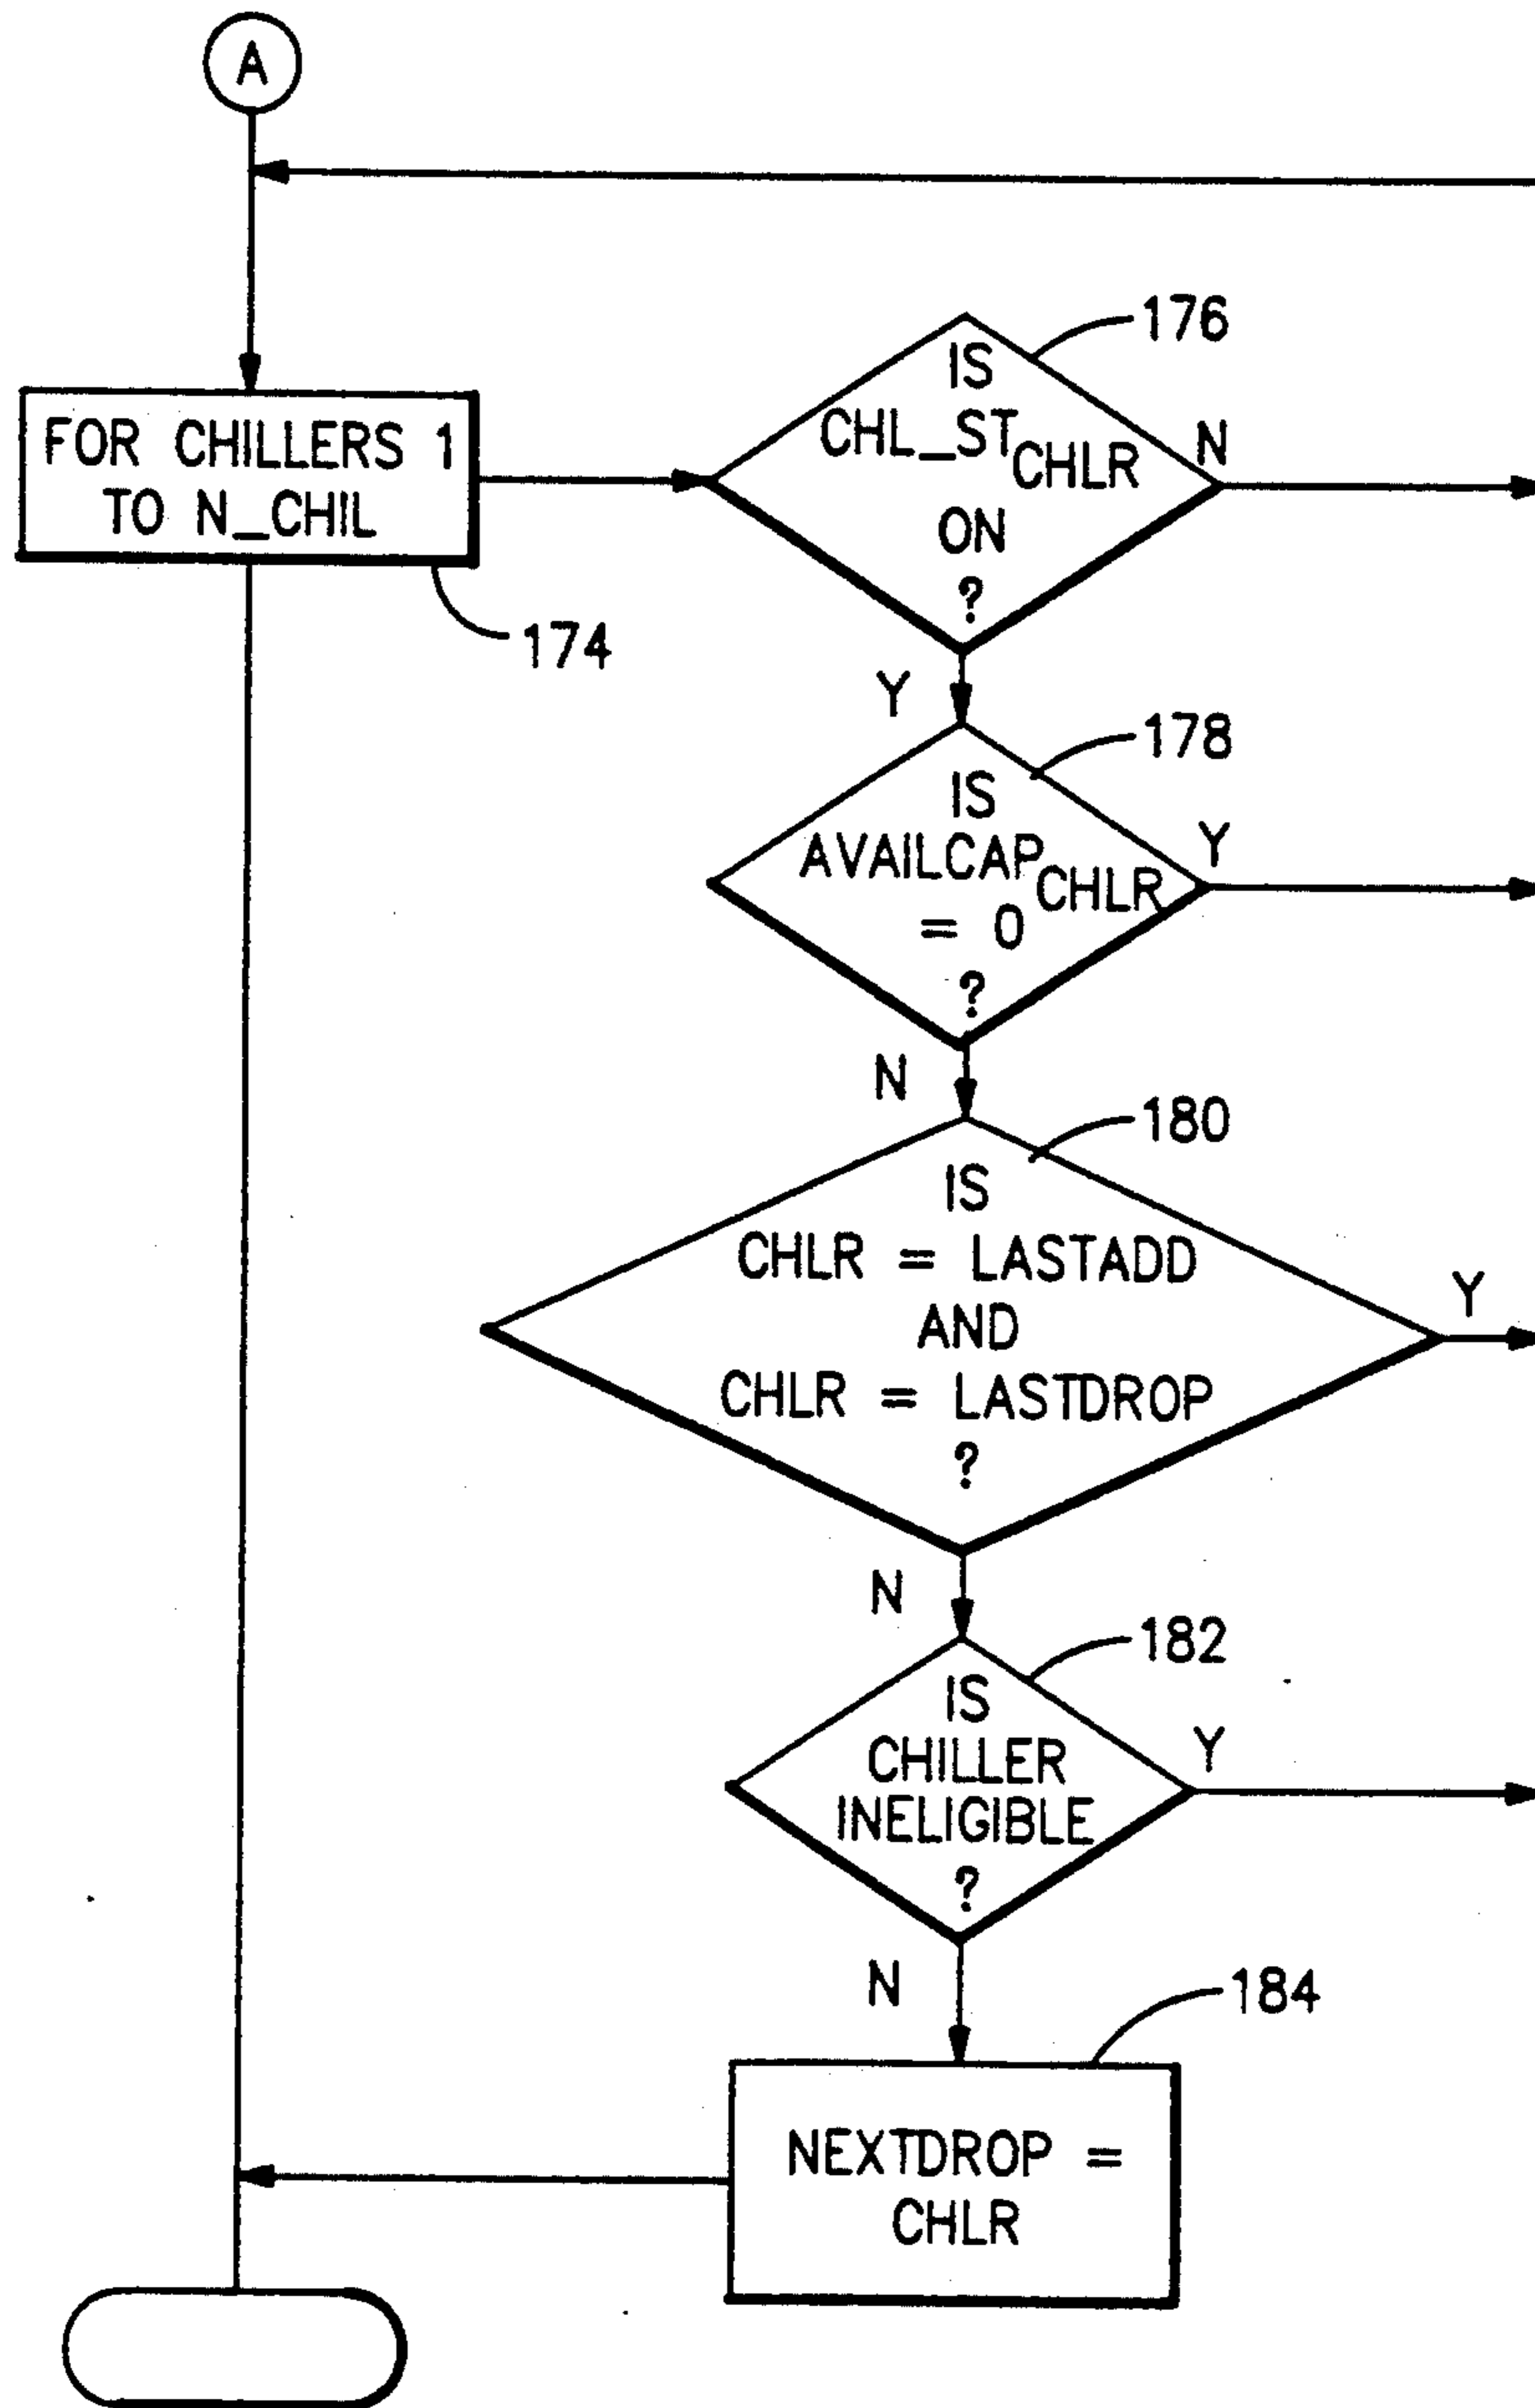 A
FOR CHILLERS 1
TO N_CHIL
174
176
IS
CHL_ST CHLR
ON
?
N
Y
178
IS
AVAILCAP CHLR
= 0
?
Y
N
180
IS
CHLR = LASTADD
AND
CHLR = LASTDROP
?
Y
N
182
IS
CHILLER
INELIGIBLE
?
Y
N
184
NEXTDROP =
CHLR